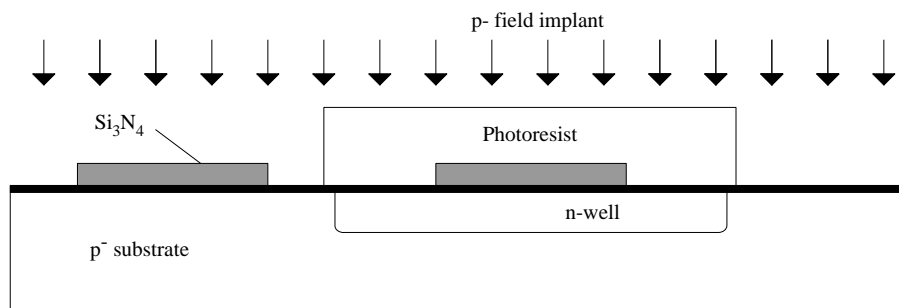 p- field implant
Si₃N₄
Photoresist
n-well
p⁻ substrate